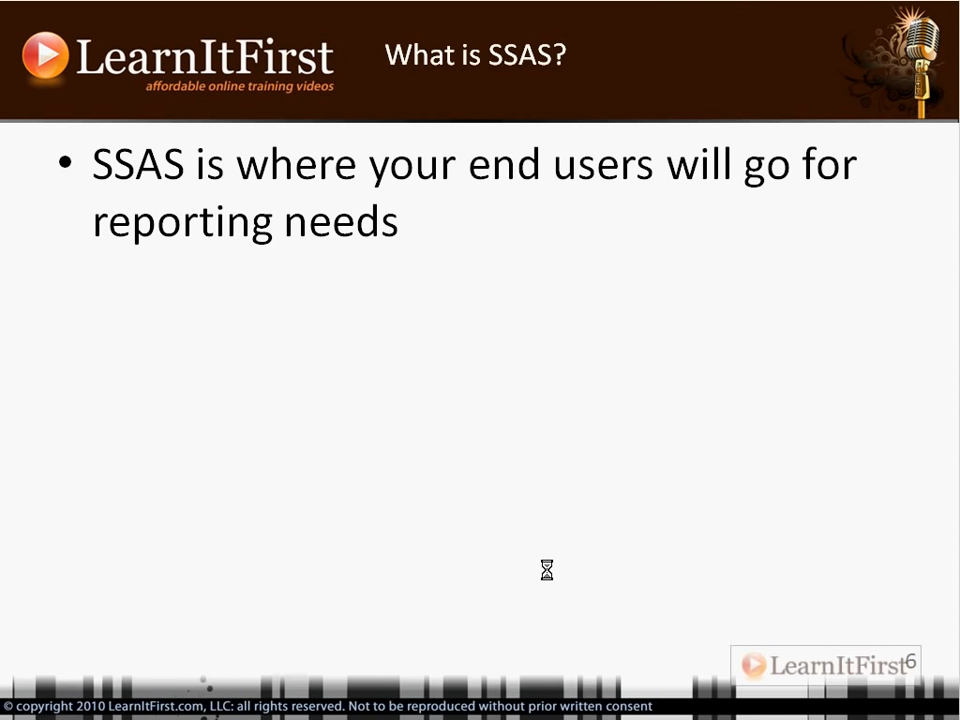 LearnItFirst
affordable online training videos
What is SSAS?
• SSAS is where your end users will go for
reporting needs
LearnItFirst
6
© copyright 2010 LearnItFirst.com, LLC: all rights reserved. Not to be reproduced without prior written consent